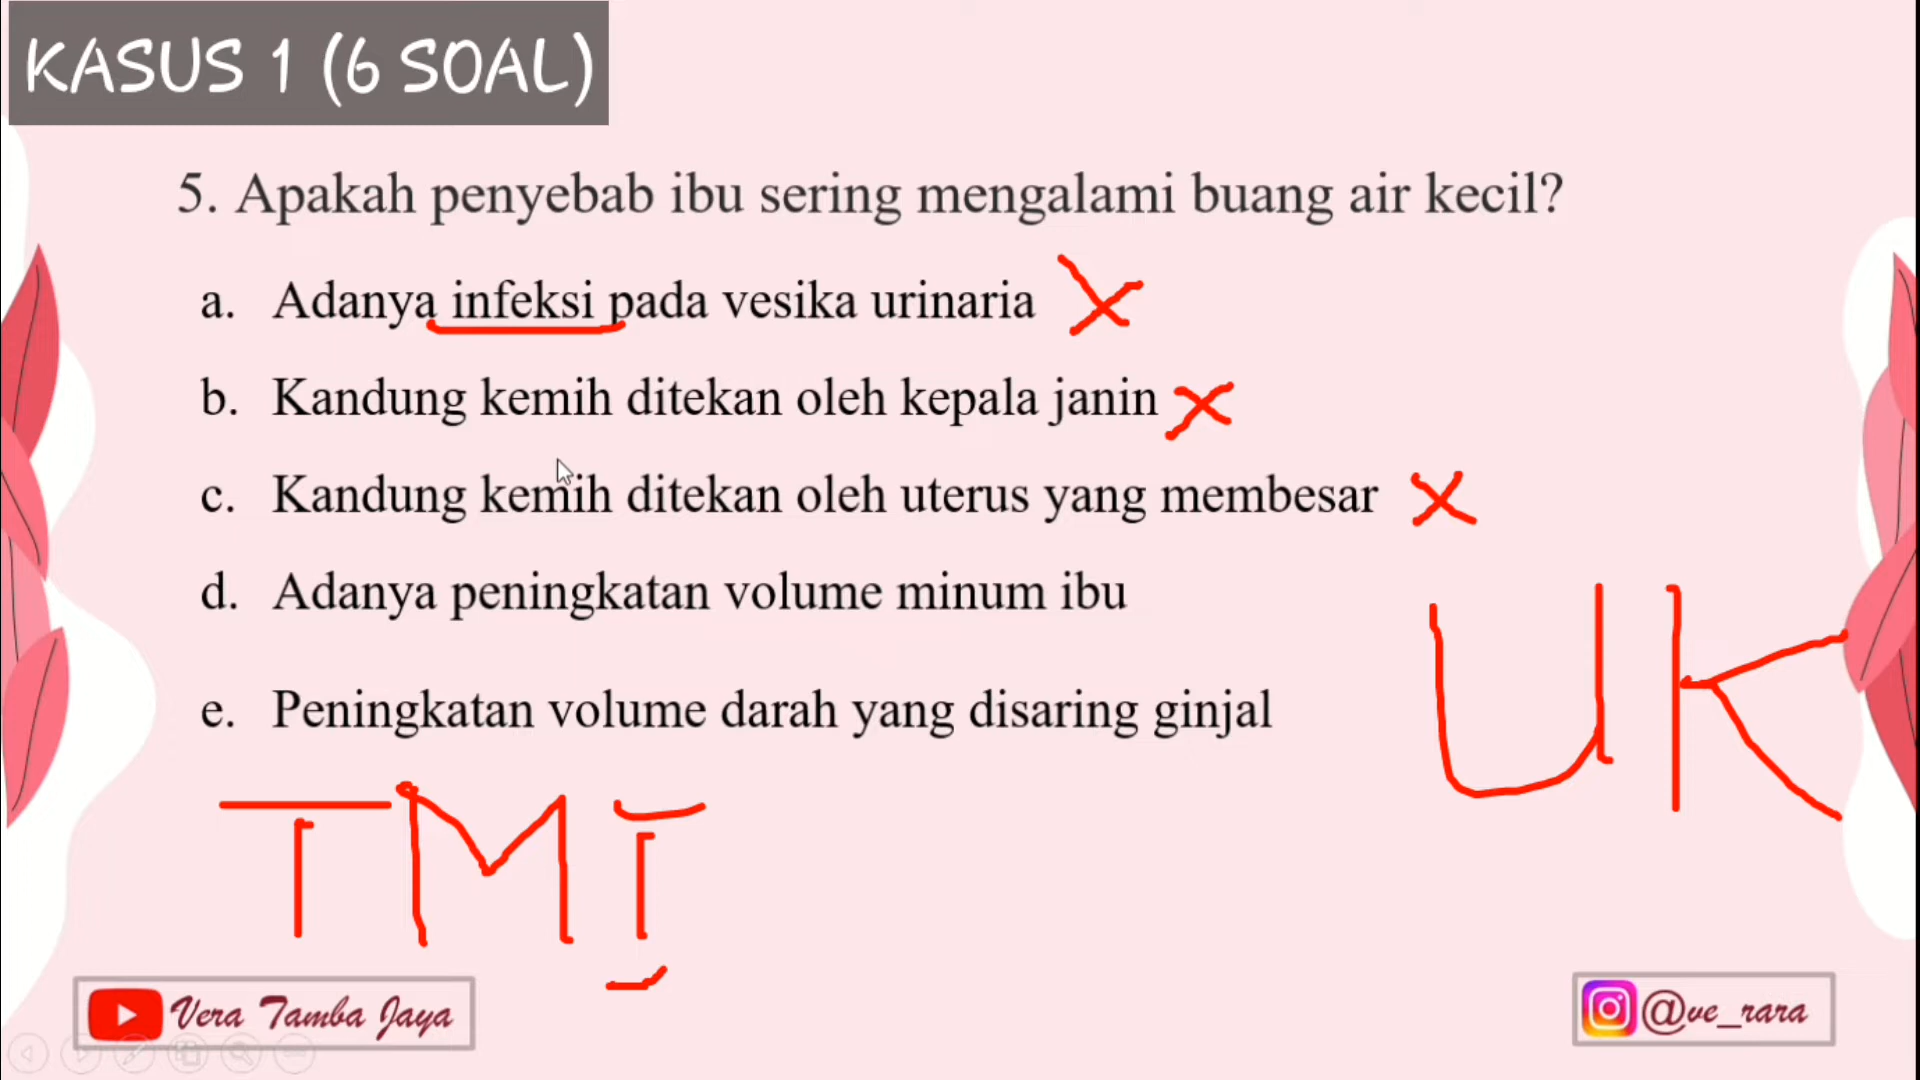 KASUS 1 (6 SOAL)
5. Apakah penyebab ibu sering mengalami buang air kecil?
a. Adanya infeksi pada vesika urinaria
b. Kandung kemih ditekan oleh kepala janin
c. Kandung kemih ditekan oleh uterus yang membesar
d. Adanya peningkatan volume minum ibu
e. Peningkatan volume darah yang disaring ginjal
UK
TM I
Vera Tamba Jaya
@ve_rara